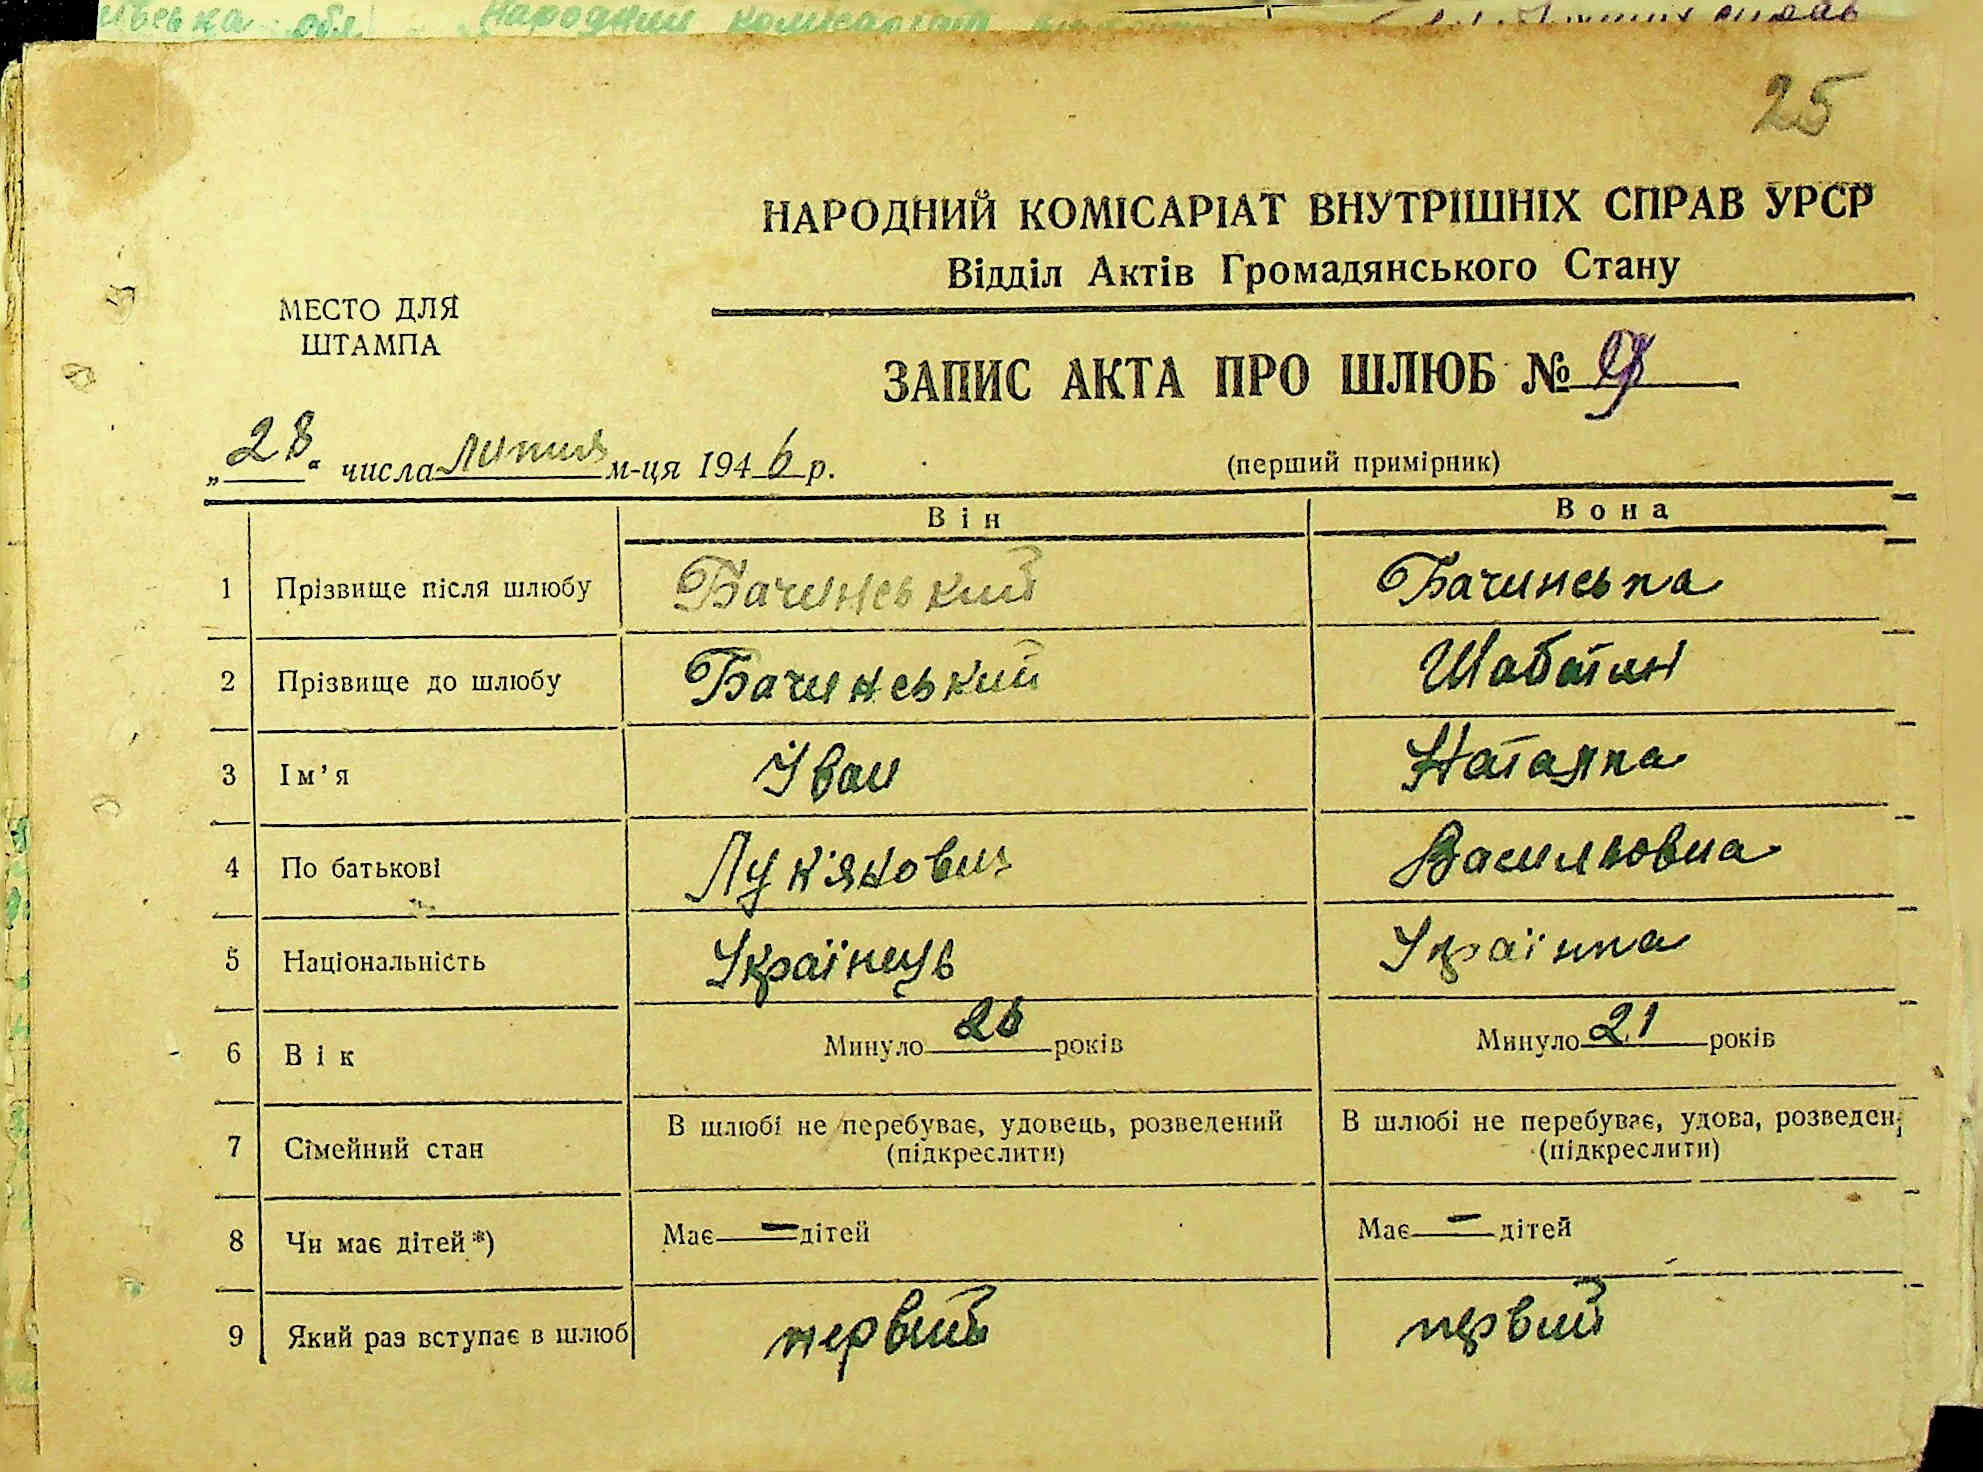 25
НАРОДНИЙ КОМІСАРІАТ ВНУТРІШНІХ СПРАВ УРСР
Відділ Актів Громадянського Стану
МЕСТО ДЛЯ
ШТАМПА
ЗАПИС АКТА ПРО ШЛЮБ №
„28“ числа липня м-ця 1946 р.
(перший примірник)
Він Вона
1 Прізвище після шлюбу Бачинський Бачинська
2 Прізвище до шлюбу Бачинський Шабатин
3 Ім’я Іван Наталка
4 По батькові Лук'янович Васильовна
5 Національність Українець Українка
6 Вік Минуло 26 років Минуло 21 років
7 Сімейний стан В шлюбі не перебуває, удовець, розведений (підкреслити) В шлюбі не перебуває, удова, розведен (підкреслити)
8 Чи має дітей*) Має — дітей Має — дітей
9 Який раз вступає в шлюб первий первий